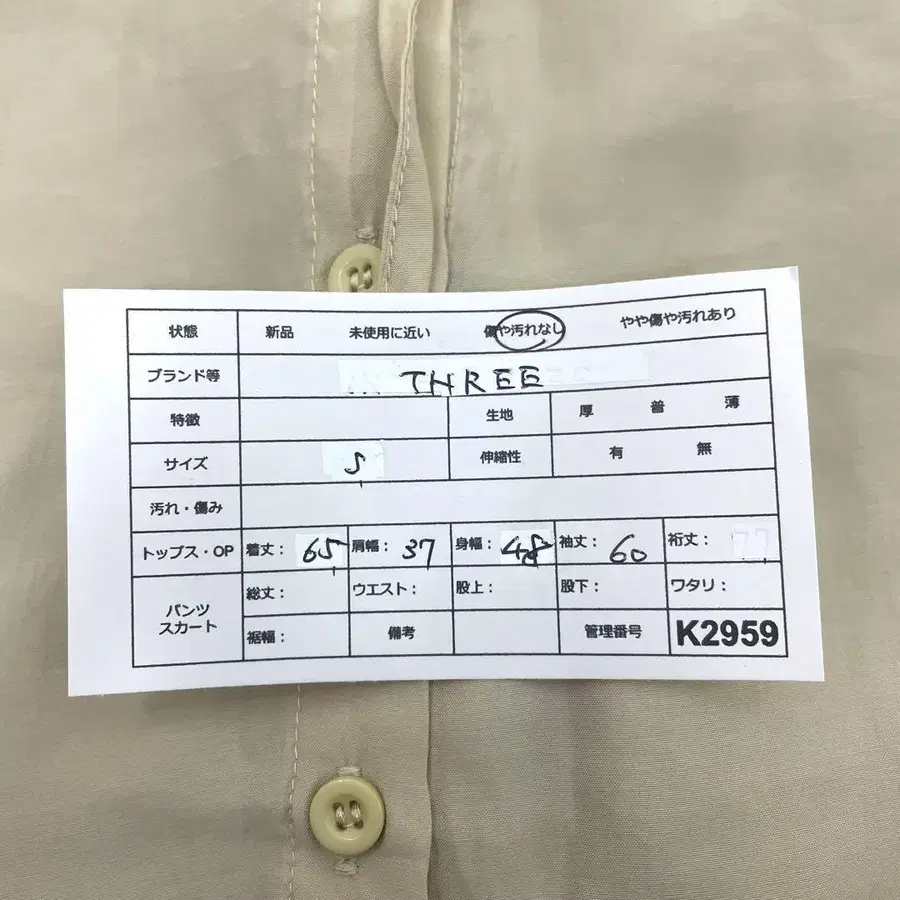 状態 新品 未使用に近い 傷や汚れなし やや傷や汚れあり
ブランド等 THREE
特徴 生地 厚 普 薄
サイズ S 伸縮性 有 無
汚れ・傷み
トップス・OP 着丈: 65 肩幅: 37 身幅: 48 袖丈: 60 裄丈:
パンツ スカート 総丈: ウエスト: 股上: 股下: ワタリ:
裾幅: 備考 管理番号 K2959